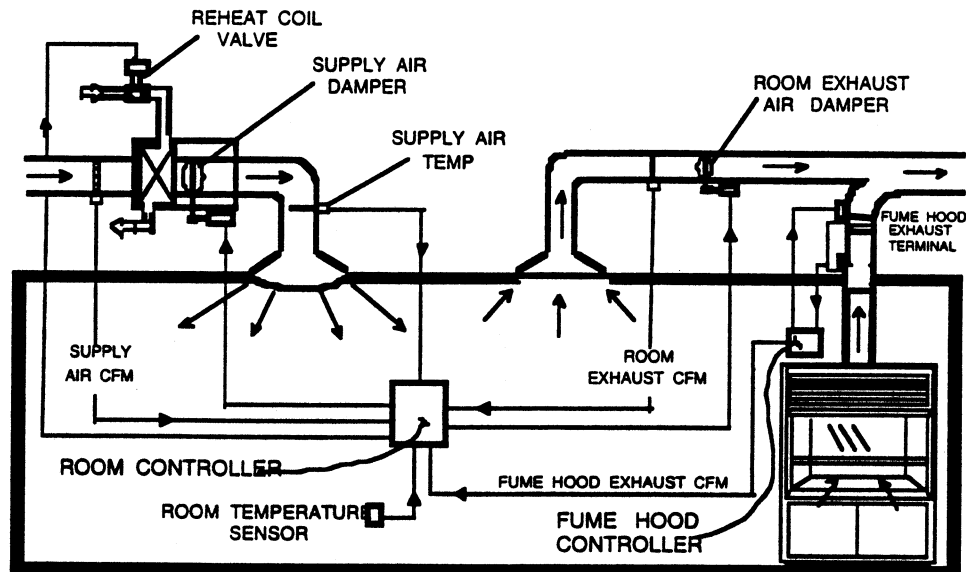 REHEAT COIL
VALVE
SUPPLY AIR
DAMPER
ROOM EXHAUST
AIR DAMPER
SUPPLY AIR
TEMP
FUME HOOD
EXHAUST
TERMINAL
SUPPLY
AIR CFM
ROOM
EXHAUST CFM
ROOM CONTROLLER
FUME HOOD EXHAUST CFM
ROOM TEMPERATURE
SENSOR
FUME HOOD
CONTROLLER